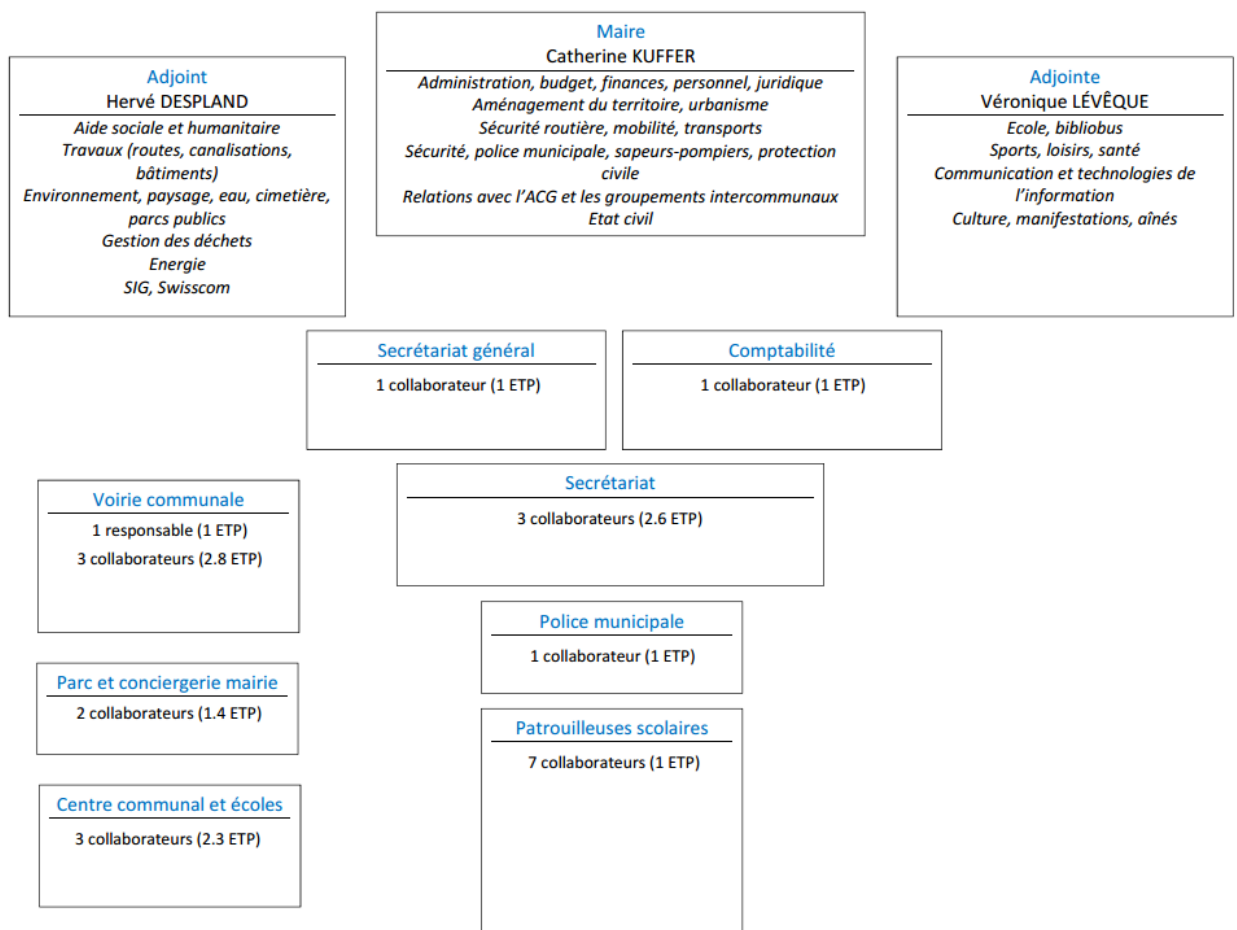 Maire
Catherine KUFFER
Administration, budget, finances, personnel, juridique
Aménagement du territoire, urbanisme
Sécurité routière, mobilité, transports
Sécurité, police municipale, sapeurs-pompiers, protection
civile
Relations avec l’ACG et les groupements intercommunaux
Etat civil
Adjoint
Hervé DESPLAND
Aide sociale et humanitaire
Travaux (routes, canalisations,
bâtiments)
Environnement, paysage, eau, cimetière,
parcs publics
Gestion des déchets
Energie
SIG, Swisscom
Adjointe
Véronique LÉVÊQUE
Ecole, bibliobus
Sports, loisirs, santé
Communication et technologies de
l’information
Culture, manifestations, aînés
Secrétariat général
1 collaborateur (1 ETP)
Comptabilité
1 collaborateur (1 ETP)
Secrétariat
3 collaborateurs (2.6 ETP)
Voirie communale
1 responsable (1 ETP)
3 collaborateurs (2.8 ETP)
Police municipale
1 collaborateur (1 ETP)
Parc et conciergerie mairie
2 collaborateurs (1.4 ETP)
Patrouilleuses scolaires
7 collaborateurs (1 ETP)
Centre communal et écoles
3 collaborateurs (2.3 ETP)